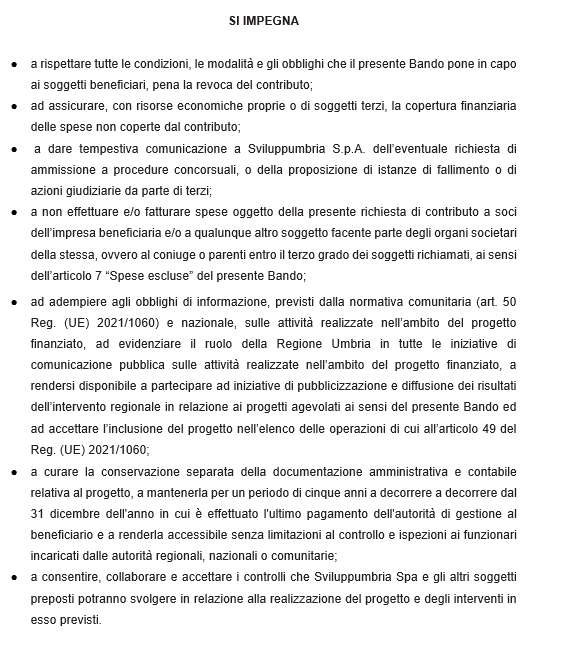 SI IMPEGNA
● a rispettare tutte le condizioni, le modalità e gli obblighi che il presente Bando pone in capo
ai soggetti beneficiari, pena la revoca del contributo;
● ad assicurare, con risorse economiche proprie o di soggetti terzi, la copertura finanziaria
delle spese non coperte dal contributo;
● a dare tempestiva comunicazione a Sviluppumbria S.p.A. dell'eventuale richiesta di
ammissione a procedure concorsuali, o della proposizione di istanze di fallimento o di
azioni giudiziarie da parte di terzi;
● a non effettuare e/o fatturare spese oggetto della presente richiesta di contributo a soci
dell'impresa beneficiaria e/o a qualunque altro soggetto facente parte degli organi societari
della stessa, ovvero al coniuge o parenti entro il terzo grado dei soggetti richiamati, ai sensi
dell'articolo 7 "Spese escluse" del presente Bando;
● ad adempiere agli obblighi di informazione, previsti dalla normativa comunitaria (art. 50
Reg. (UE) 2021/1060) e nazionale, sulle attività realizzate nell'ambito del progetto
finanziato, ad evidenziare il ruolo della Regione Umbria in tutte le iniziative di
comunicazione pubblica sulle attività realizzate nell'ambito del progetto finanziato, a
rendersi disponibile a partecipare ad iniziative di pubblicizzazione e diffusione dei risultati
dell'intervento regionale in relazione ai progetti agevolati ai sensi del presente Bando ed
ad accettare l'inclusione del progetto nell'elenco delle operazioni di cui all'articolo 49 del
Reg. (UE) 2021/1060;
● a curare la conservazione separata della documentazione amministrativa e contabile
relativa al progetto, a mantenerla per un periodo di cinque anni a decorrere a decorrere dal
31 dicembre dell'anno in cui è effettuato l'ultimo pagamento dell'autorità di gestione al
beneficiario e a renderla accessibile senza limitazioni al controllo e ispezioni ai funzionari
incaricati dalle autorità regionali, nazionali o comunitarie;
● a consentire, collaborare e accettare i controlli che Sviluppumbria Spa e gli altri soggetti
preposti potranno svolgere in relazione alla realizzazione del progetto e degli interventi in
esso previsti.